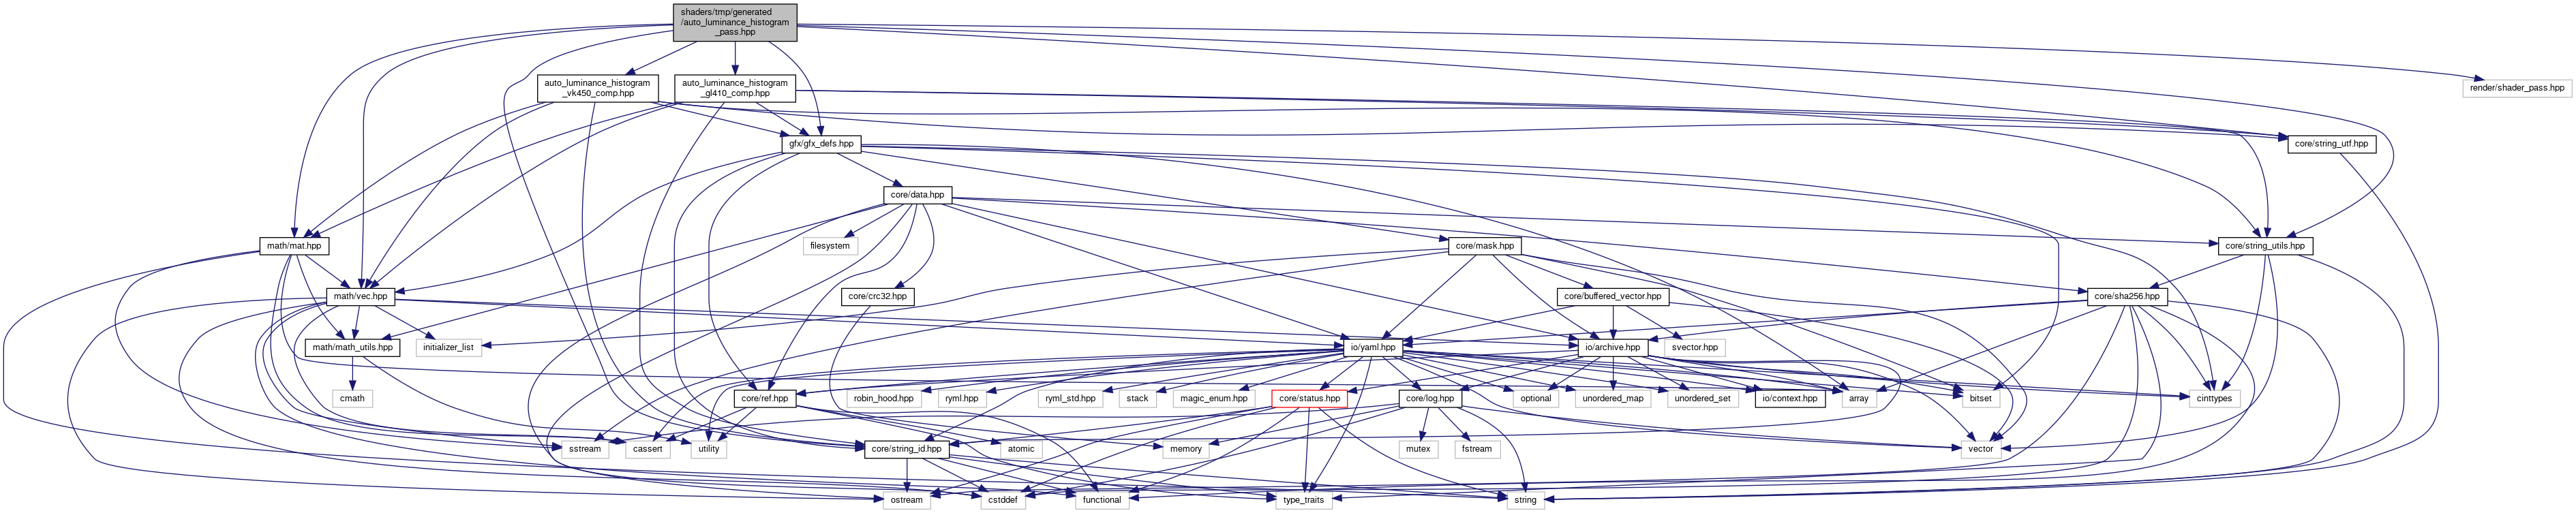 shaders/tmp/generated
/auto_luminance_histogram
_pass.hpp
auto_luminance_histogram
_vk450_comp.hpp
auto_luminance_histogram
_gl410_comp.hpp
render/shader_pass.hpp
gfx/gfx_defs.hpp
core/string_utf.hpp
core/data.hpp
math/mat.hpp
filesystem
core/mask.hpp
core/string_utils.hpp
math/vec.hpp
core/crc32.hpp
core/buffered_vector.hpp
core/sha256.hpp
math/math_utils.hpp
initializer_list
io/yaml.hpp
io/archive.hpp
svector.hpp
cmath
core/ref.hpp
robin_hood.hpp
ryml.hpp
ryml_std.hpp
stack
magic_enum.hpp
core/status.hpp
core/log.hpp
optional
unordered_map
unordered_set
io/context.hpp
array
bitset
cinttypes
sstream
cassert
utility
core/string_id.hpp
atomic
memory
mutex
fstream
vector
ostream
cstddef
functional
type_traits
string